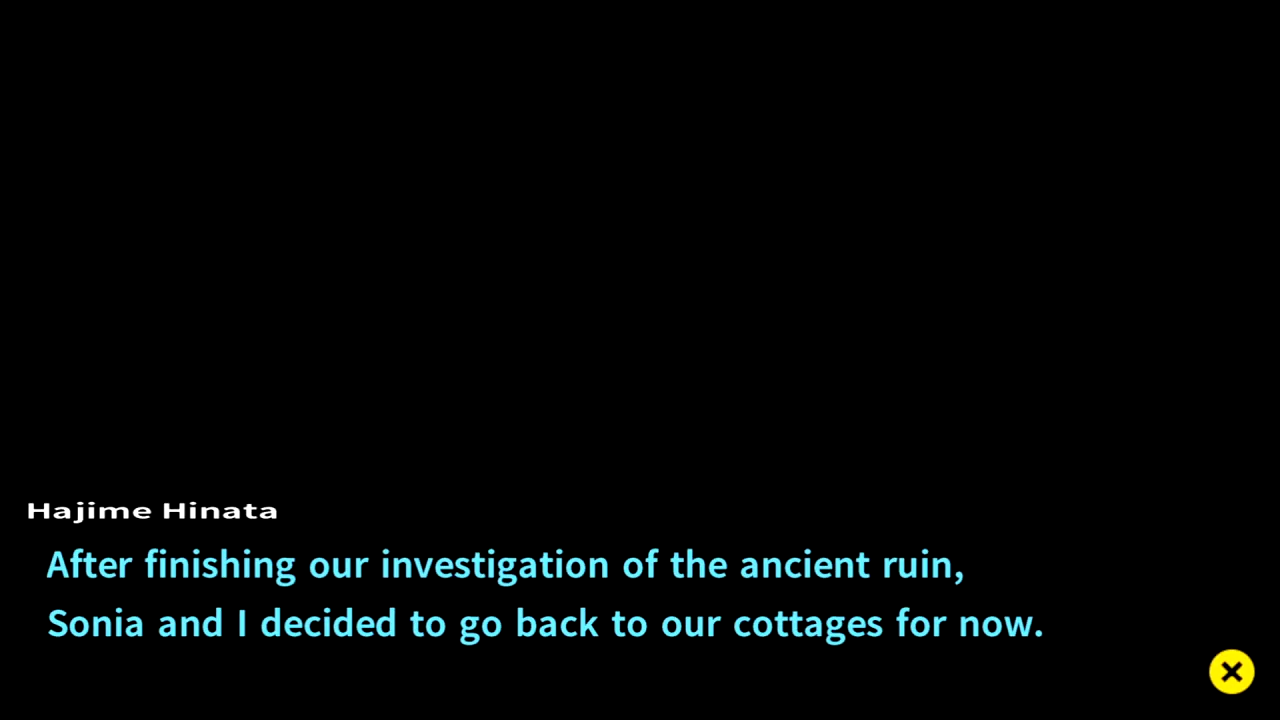 Hajime Hinata
After finishing our investigation of the ancient ruin,
Sonia and I decided to go back to our cottages for now.